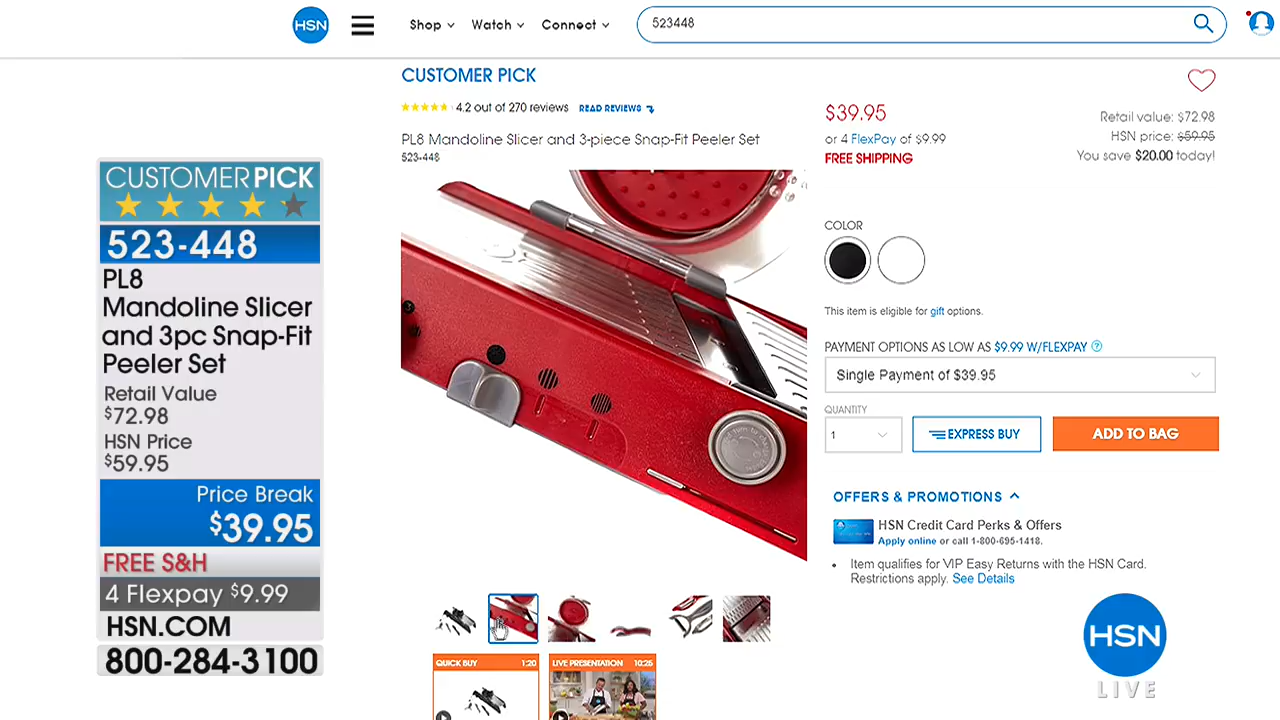 HSN
Shop
Watch
Connect
523448
CUSTOMER PICK
4.2 out of 270 reviews
READ REVIEWS
PL8 Mandoline Slicer and 3-piece Snap-Fit Peeler Set
523-448
$39.95
or 4 FlexPay of $9.99
FREE SHIPPING
Retail value: $72.98
HSN price: $59.95
You save $20.00 today!
COLOR
This item is eligible for gift options.
PAYMENT OPTIONS AS LOW AS $9.99 W/FLEXPAY ?
Single Payment of $39.95
QUANTITY
1
EXPRESS BUY
ADD TO BAG
OFFERS & PROMOTIONS
HSN Credit Card Perks & Offers
Apply online or call 1-800-695-1418.
• Item qualifies for VIP Easy Returns with the HSN Card.
Restrictions apply. See Details
QUICK BUY 1:20
LIVE PRESENTATION 10:25
CUSTOMER PICK
523-448
PL8
Mandoline Slicer
and 3pc Snap-Fit
Peeler Set
Retail Value
$72.98
HSN Price
$59.95
Price Break
$39.95
FREE S&H
4 Flexpay $9.99
HSN.COM
800-284-3100
HSN
LIVE